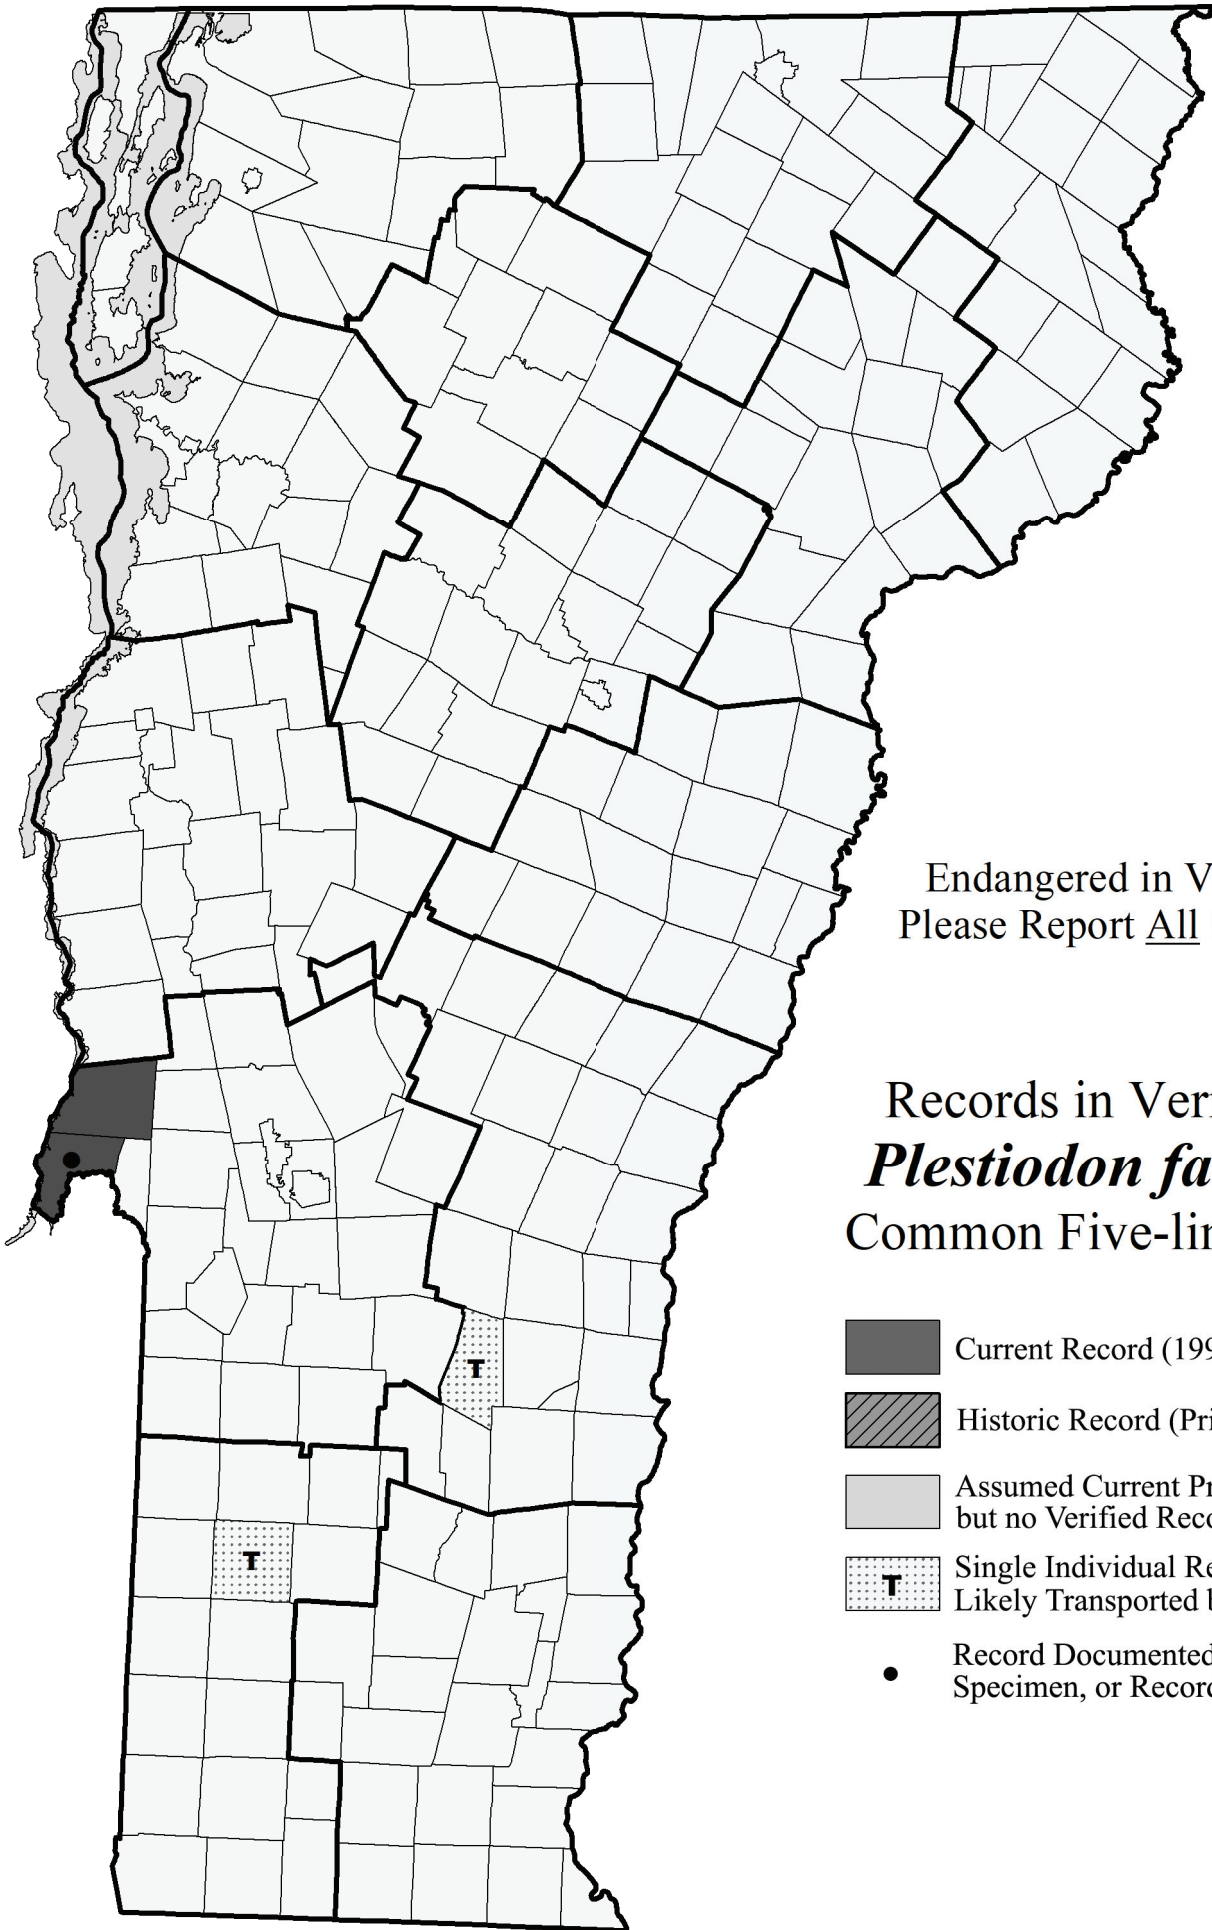 Endangered in V
Please Report All
Records in Ver
Plestiodon fa
Common Five-lin
Current Record (199
Historic Record (Pri
Assumed Current Pr
but no Verified Reco
T
Single Individual Re
Likely Transported b
Record Documented
Specimen, or Record
T
T